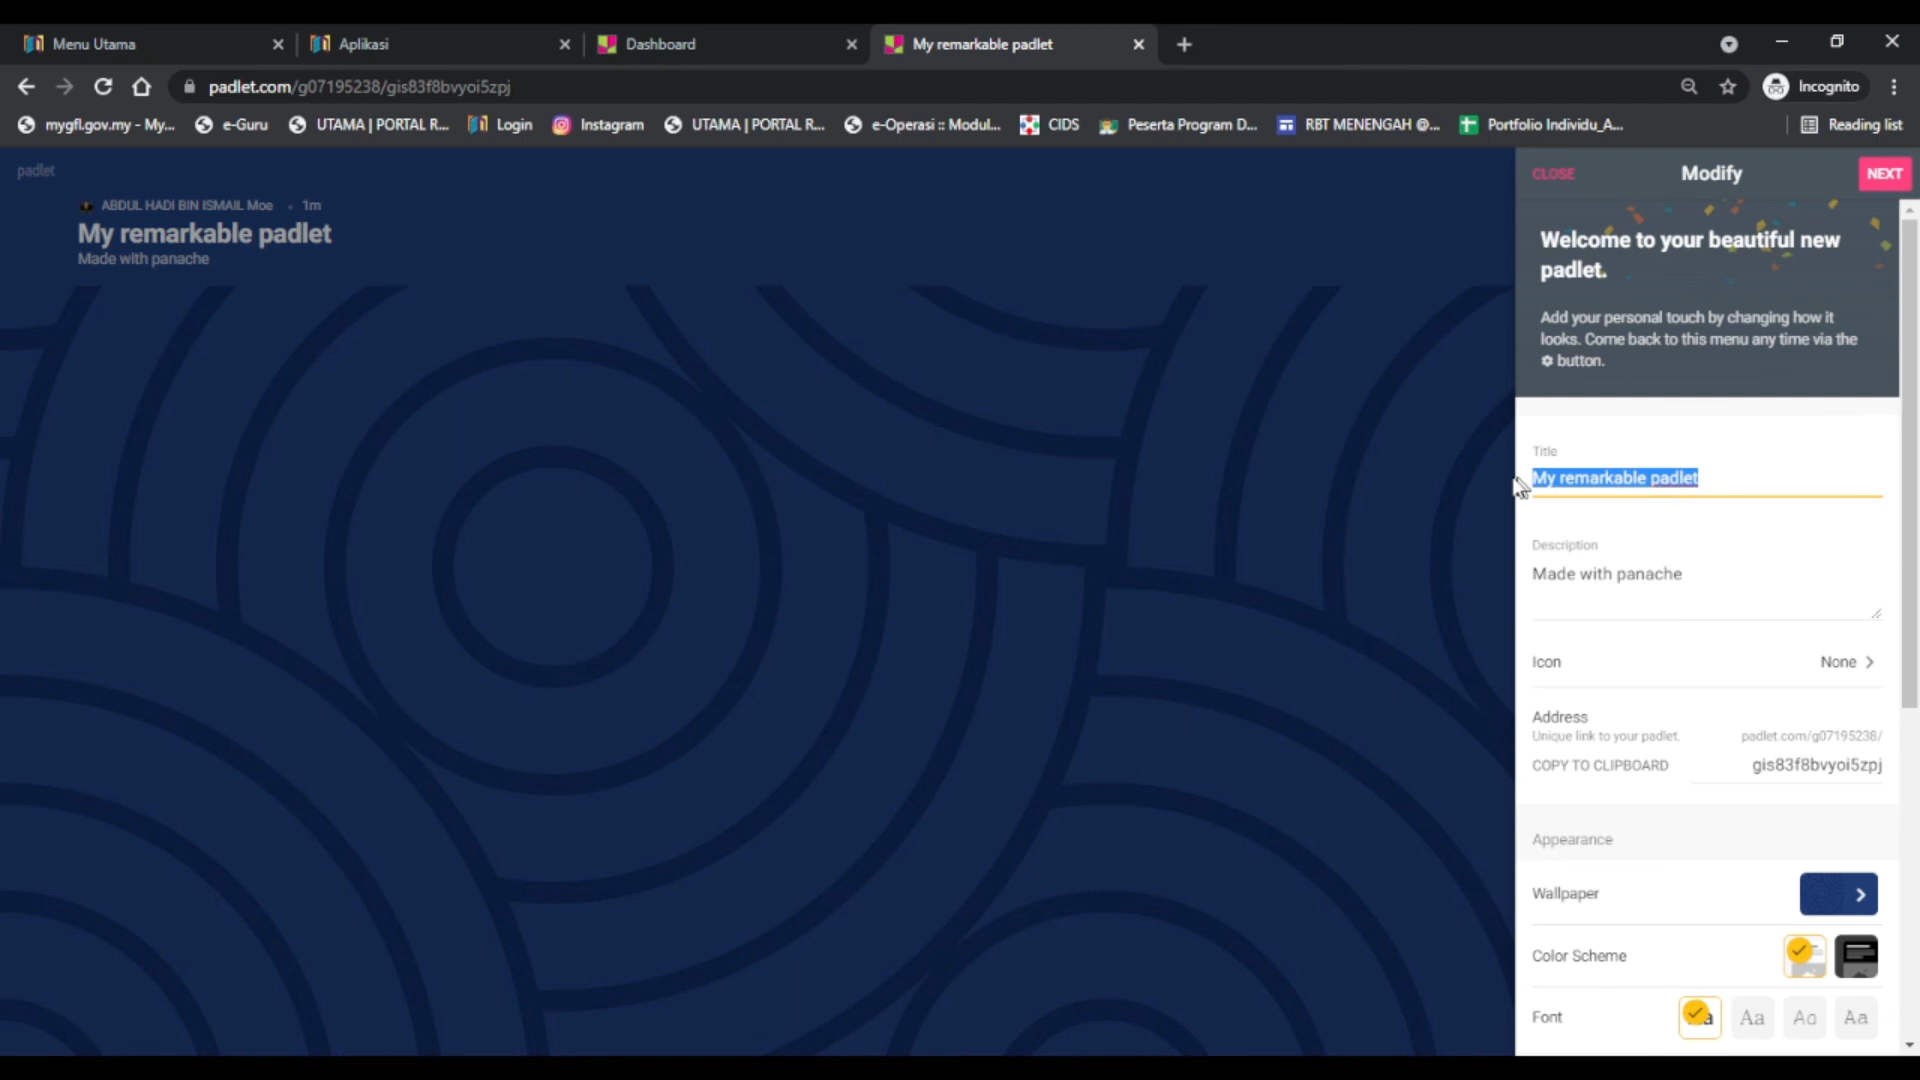 Menu Utama
Aplikasi
Dashboard
My remarkable padlet
padlet.com/g07195238/gis83f8bvyoi5zpj
Incognito
mygfl.gov.my - My...
e-Guru
UTAMA | PORTAL R...
Login
Instagram
UTAMA | PORTAL R...
e-Operasi :: Modul...
CIDS
Peserta Program D...
RBT MENENGAH @...
Portfolio Individu_A...
Reading list
padlet
ABDUL HADI BIN ISMAIL Moe • 1m
My remarkable padlet
Made with panache
CLOSE
Modify
NEXT
Welcome to your beautiful new
padlet.
Add your personal touch by changing how it
looks. Come back to this menu any time via the
button.
Title
My remarkable padlet
Description
Made with panache
Icon
None
Address
Unique link to your padlet.
padlet.com/g07195238/
COPY TO CLIPBOARD
gis83f8bvyoi5zpj
Appearance
Wallpaper
Color Scheme
Font
Aa
Aa
Aa